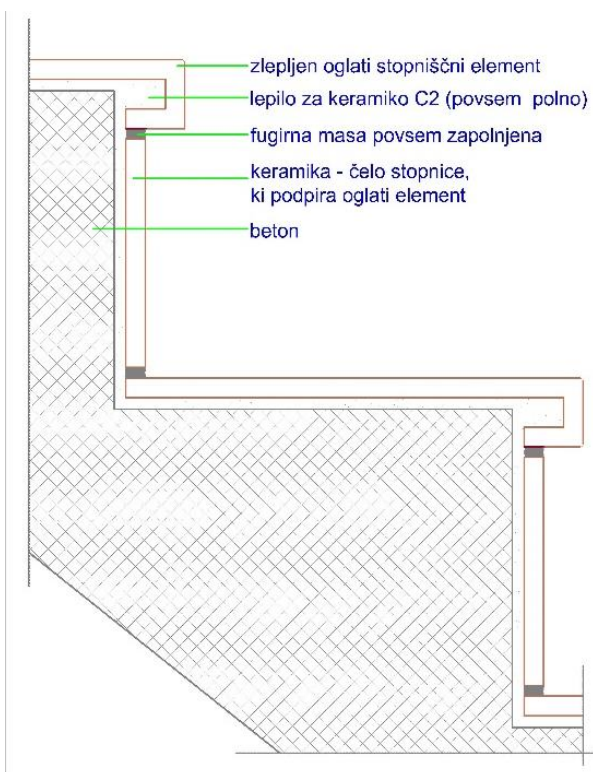 zlepljen oglati stopniščni element
lepilo za keramiko C2 (povsem polno)
fugirna masa povsem zapolnjena
keramika - čelo stopnice,
ki podpira oglati element
beton